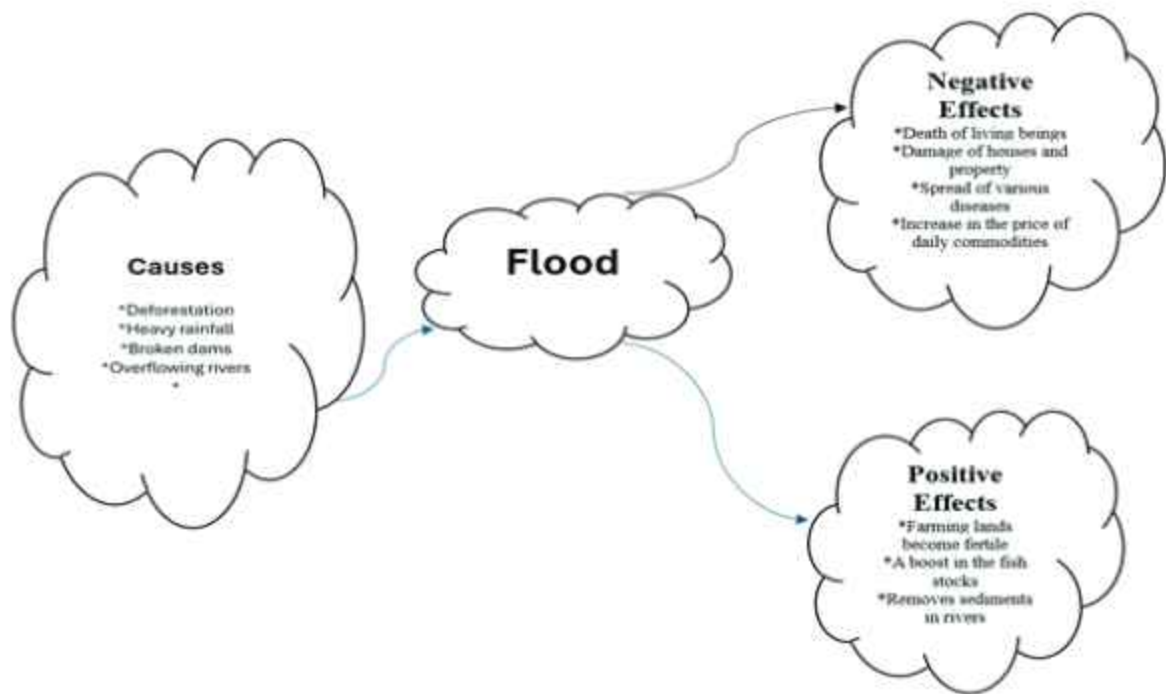 Causes
*Deforestation
*Heavy rainfall
*Broken dams
*Overflowing rivers
*
Flood
Negative
Effects
*Death of living beings
*Damage of houses and
property
*Spread of various
diseases
*Increase in the price of
daily commodities
Positive
Effects
*Farming lands
become fertile
*A boost in the fish
stocks
*Removes sediments
in rivers